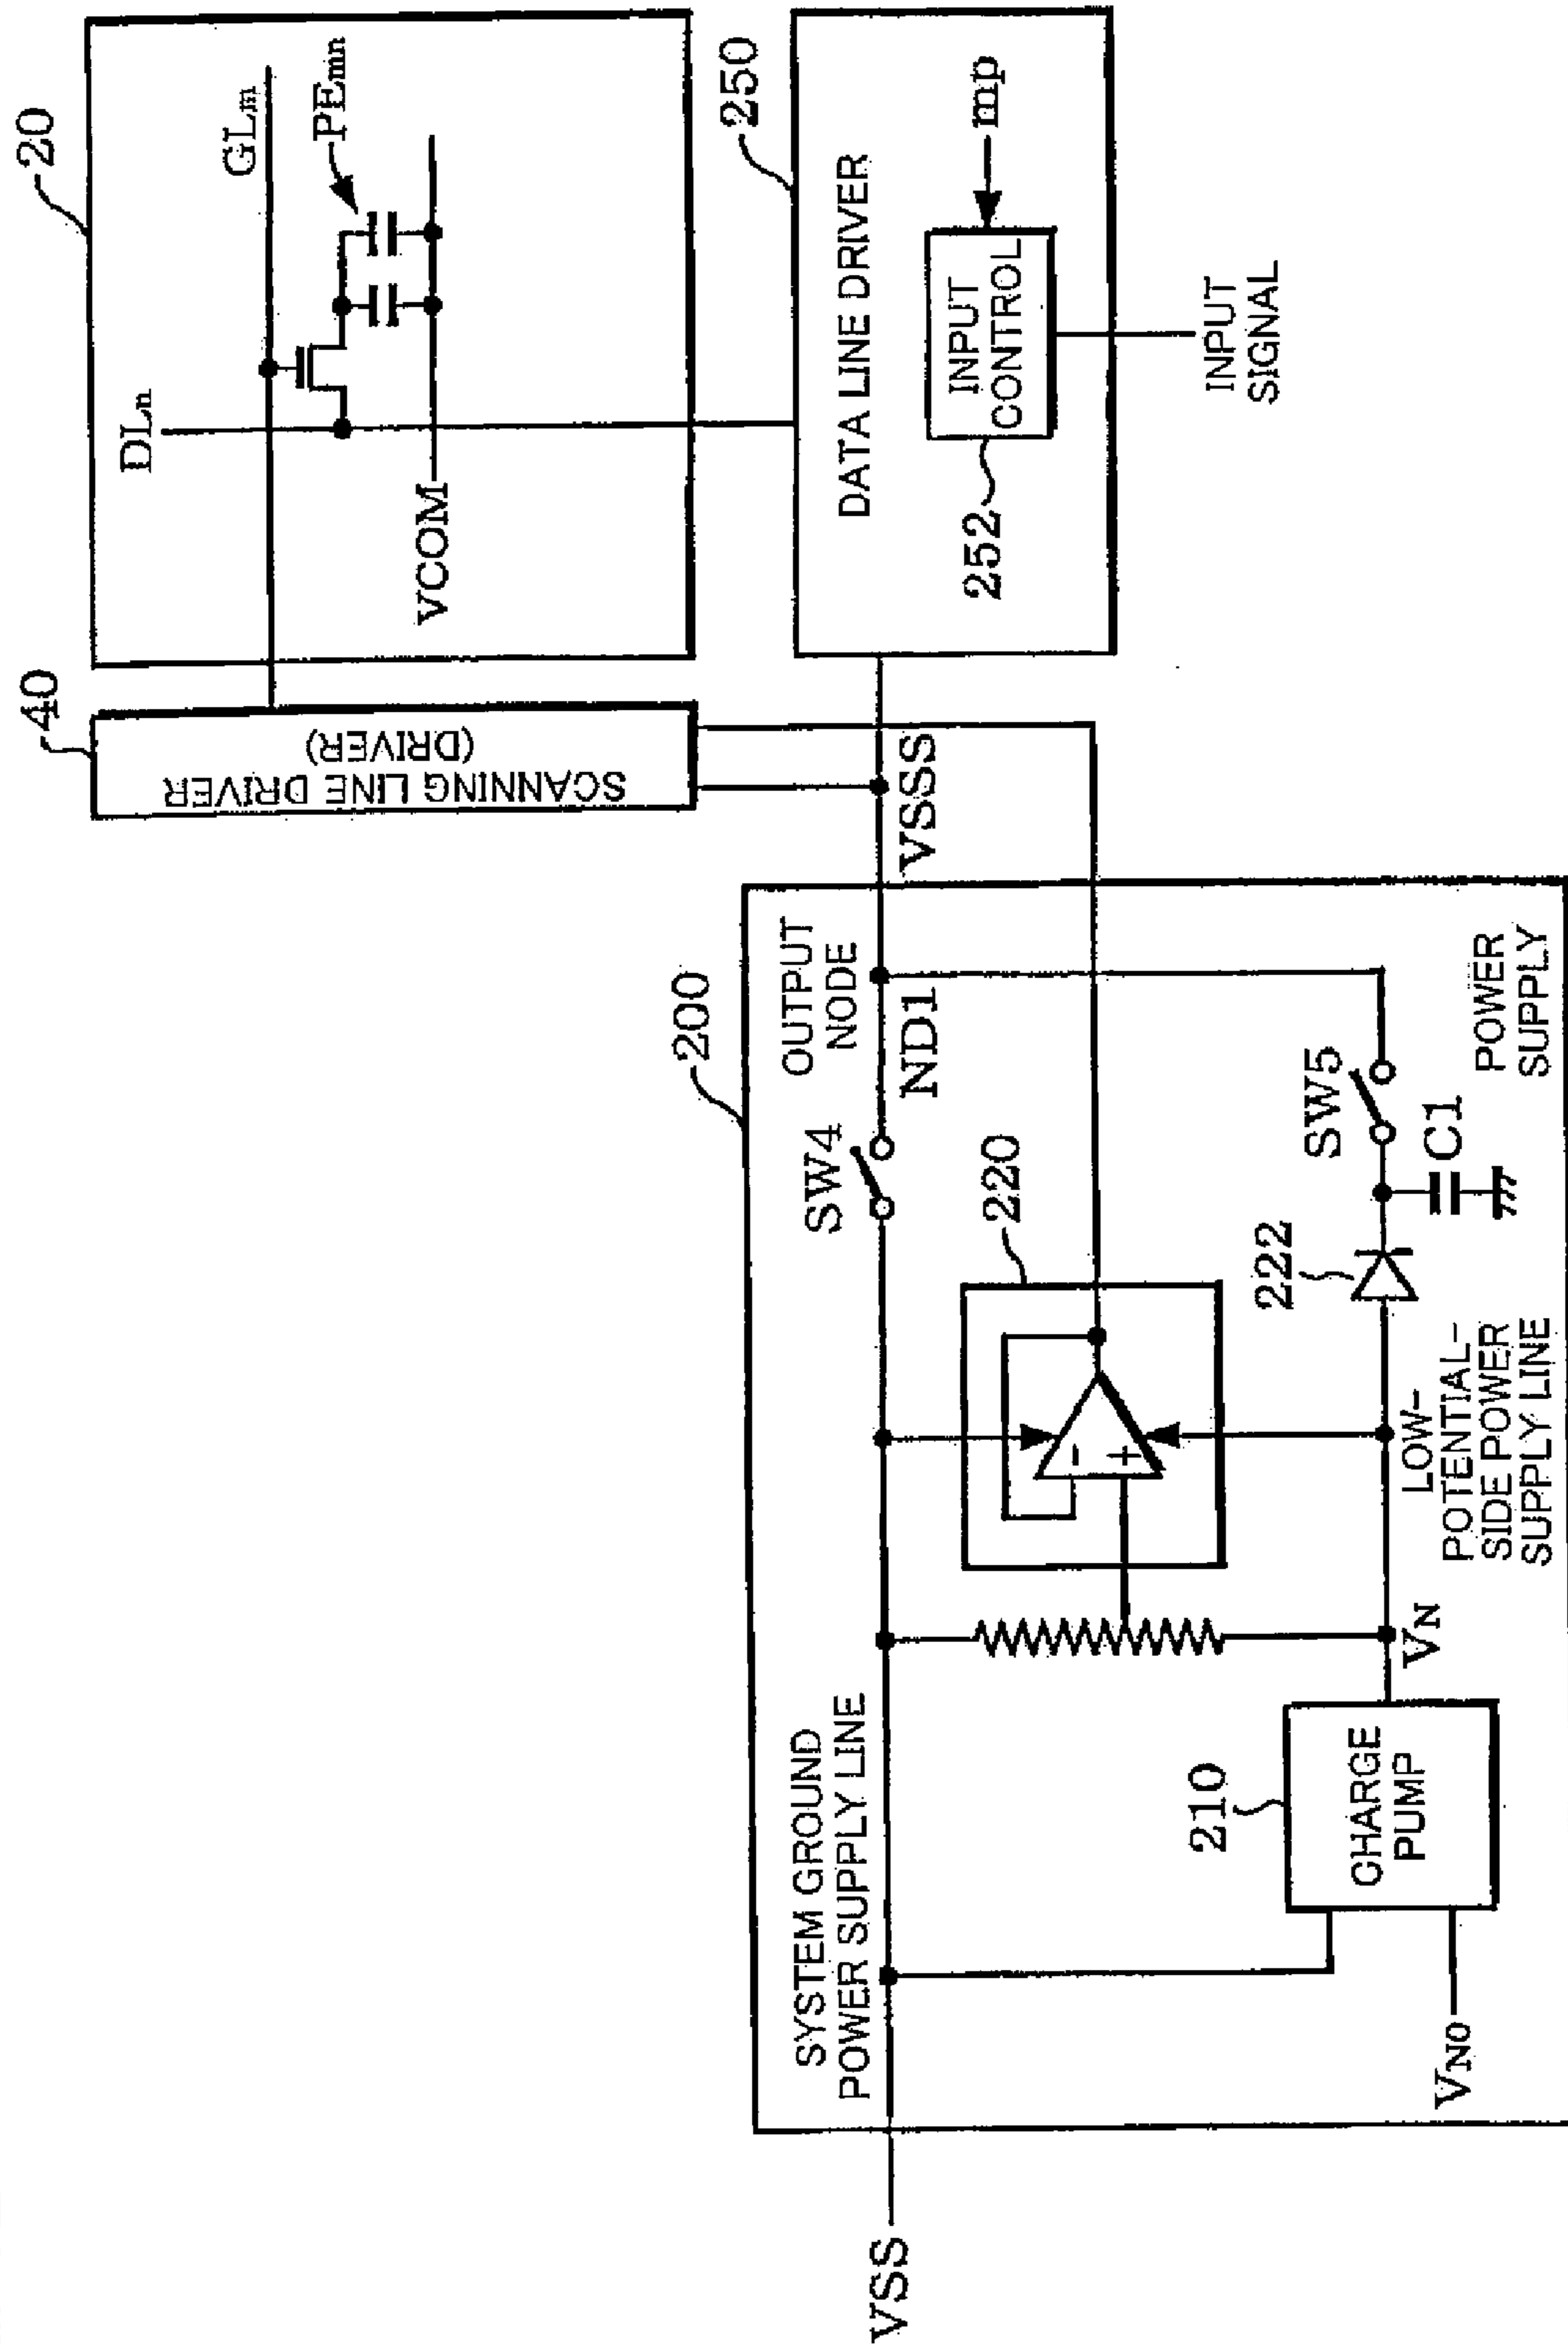 20
GLm
PEmn
DLn
VCOM
40
SCANNING LINE DRIVER
(DRIVER)
250
DATA LINE DRIVER
mp
INPUT
CONTROL
252
INPUT
SIGNAL
VSSS
200
OUTPUT
NODE
ND1
SW4
220
-
+
SW5
C1
222
POWER
SUPPLY
SYSTEM GROUND
POWER SUPPLY LINE
LOW-
POTENTIAL-
SIDE POWER
SUPPLY LINE
VN
210
GHARGE
PUMP
VN0
VSS